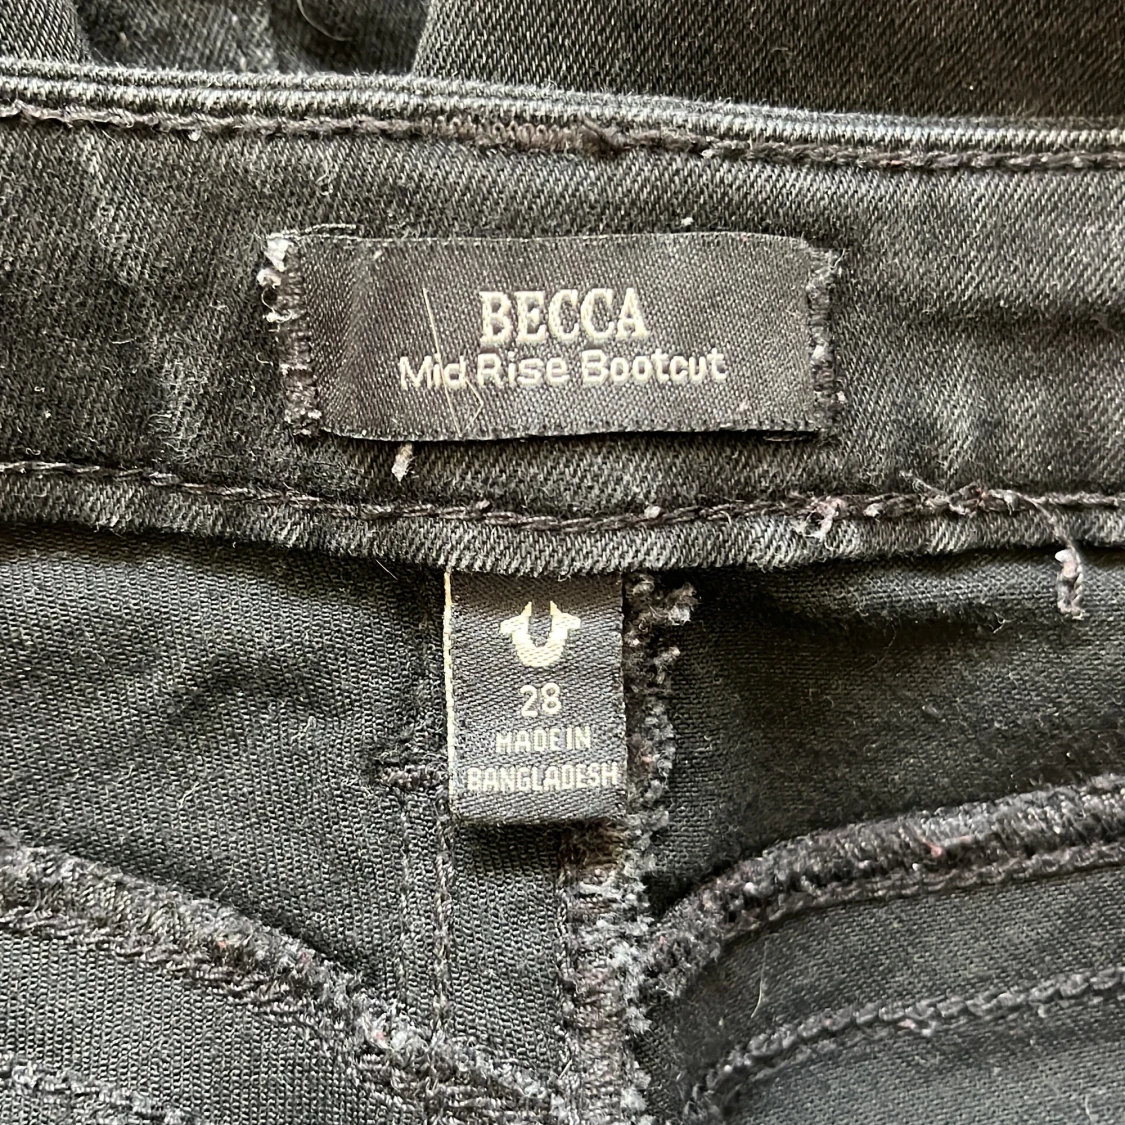 BECCA
Mid Rise Bootcut
28
MADE IN
BANGLADESH